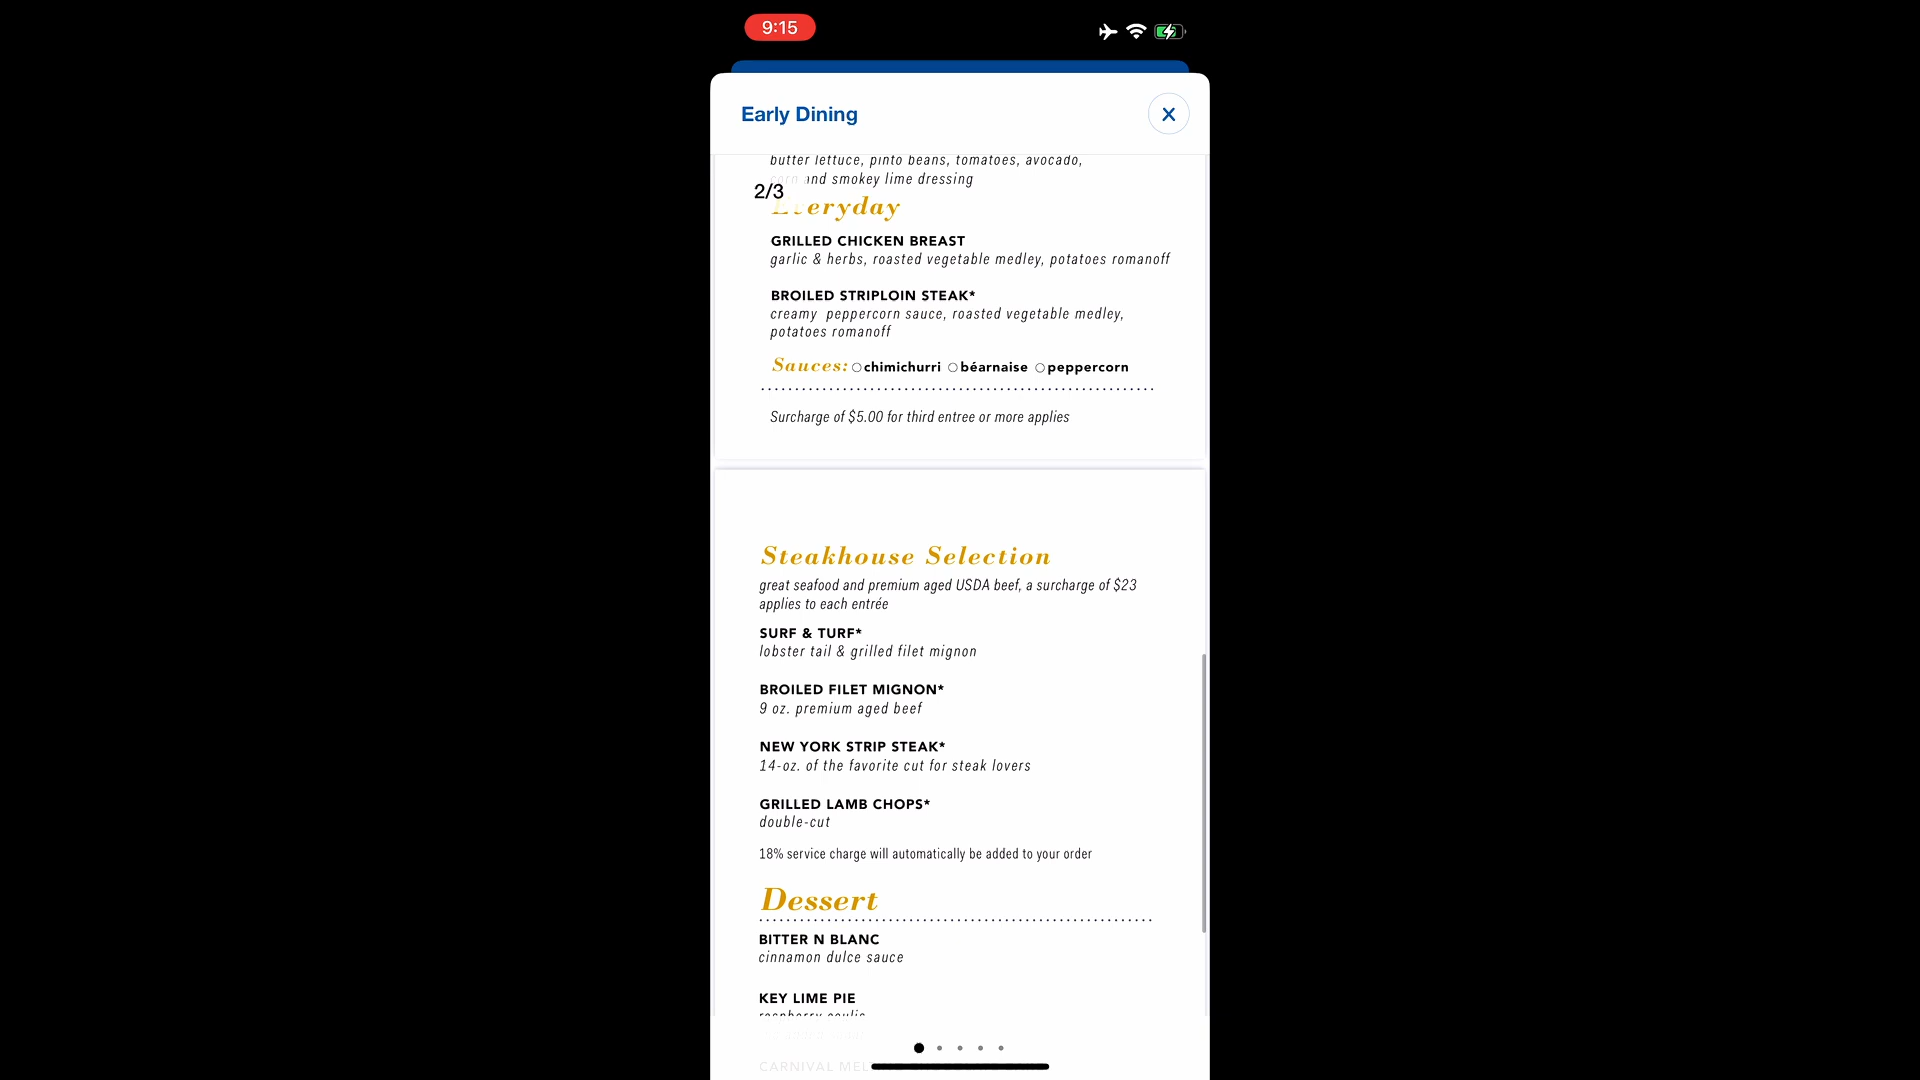 9:15
Early Dining
butter lettuce, pinto beans, tomatoes, avocado,
corn and smokey lime dressing
2/3
Everyday
GRILLED CHICKEN BREAST
garlic & herbs, roasted vegetable medley, potatoes romanoff
BROILED STRIPLOIN STEAK*
creamy peppercorn sauce, roasted vegetable medley,
potatoes romanoff
Sauces: chimichurri béarnaise peppercorn
Surcharge of $5.00 for third entree or more applies
Steakhouse Selection
great seafood and premium aged USDA beef, a surcharge of $23
applies to each entrée
SURF & TURF*
lobster tail & grilled filet mignon
BROILED FILET MIGNON*
9 oz. premium aged beef
NEW YORK STRIP STEAK*
14-oz. of the favorite cut for steak lovers
GRILLED LAMB CHOPS*
double-cut
18% service charge will automatically be added to your order
Dessert
BITTER N BLANC
cinnamon dulce sauce
KEY LIME PIE
raspberry coulis
CARNIVAL MEL